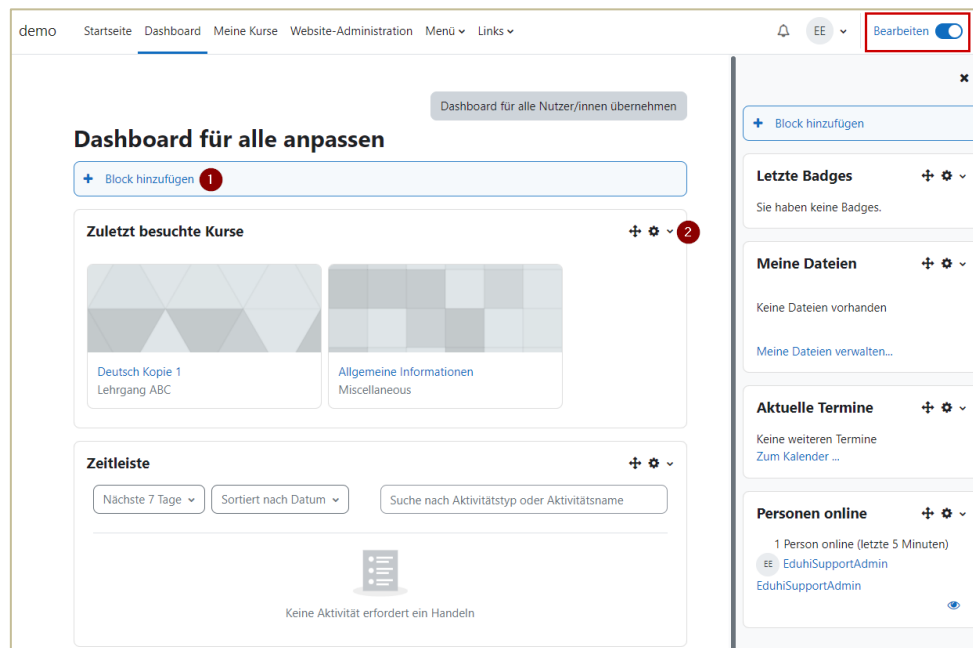 demo Startseite Dashboard Meine Kurse Website-Administration Menü Links EE Bearbeiten
Dashboard für alle Nutzer/innen übernehmen
Dashboard für alle anpassen
+ Block hinzufügen 1
Zuletzt besuchte Kurse 2
Deutsch Kopie 1
Lehrgang ABC
Allgemeine Informationen
Miscellaneous
Zeitleiste
Nächste 7 Tage Sortiert nach Datum Suche nach Aktivitätstyp oder Aktivitätsname
Keine Aktivität erfordert ein Handeln
+ Block hinzufügen
Letzte Badges
Sie haben keine Badges.
Meine Dateien
Keine Dateien vorhanden
Meine Dateien verwalten...
Aktuelle Termine
Keine weiteren Termine
Zum Kalender ...
Personen online
1 Person online (letzte 5 Minuten)
EE EduhiSupportAdmin
EduhiSupportAdmin